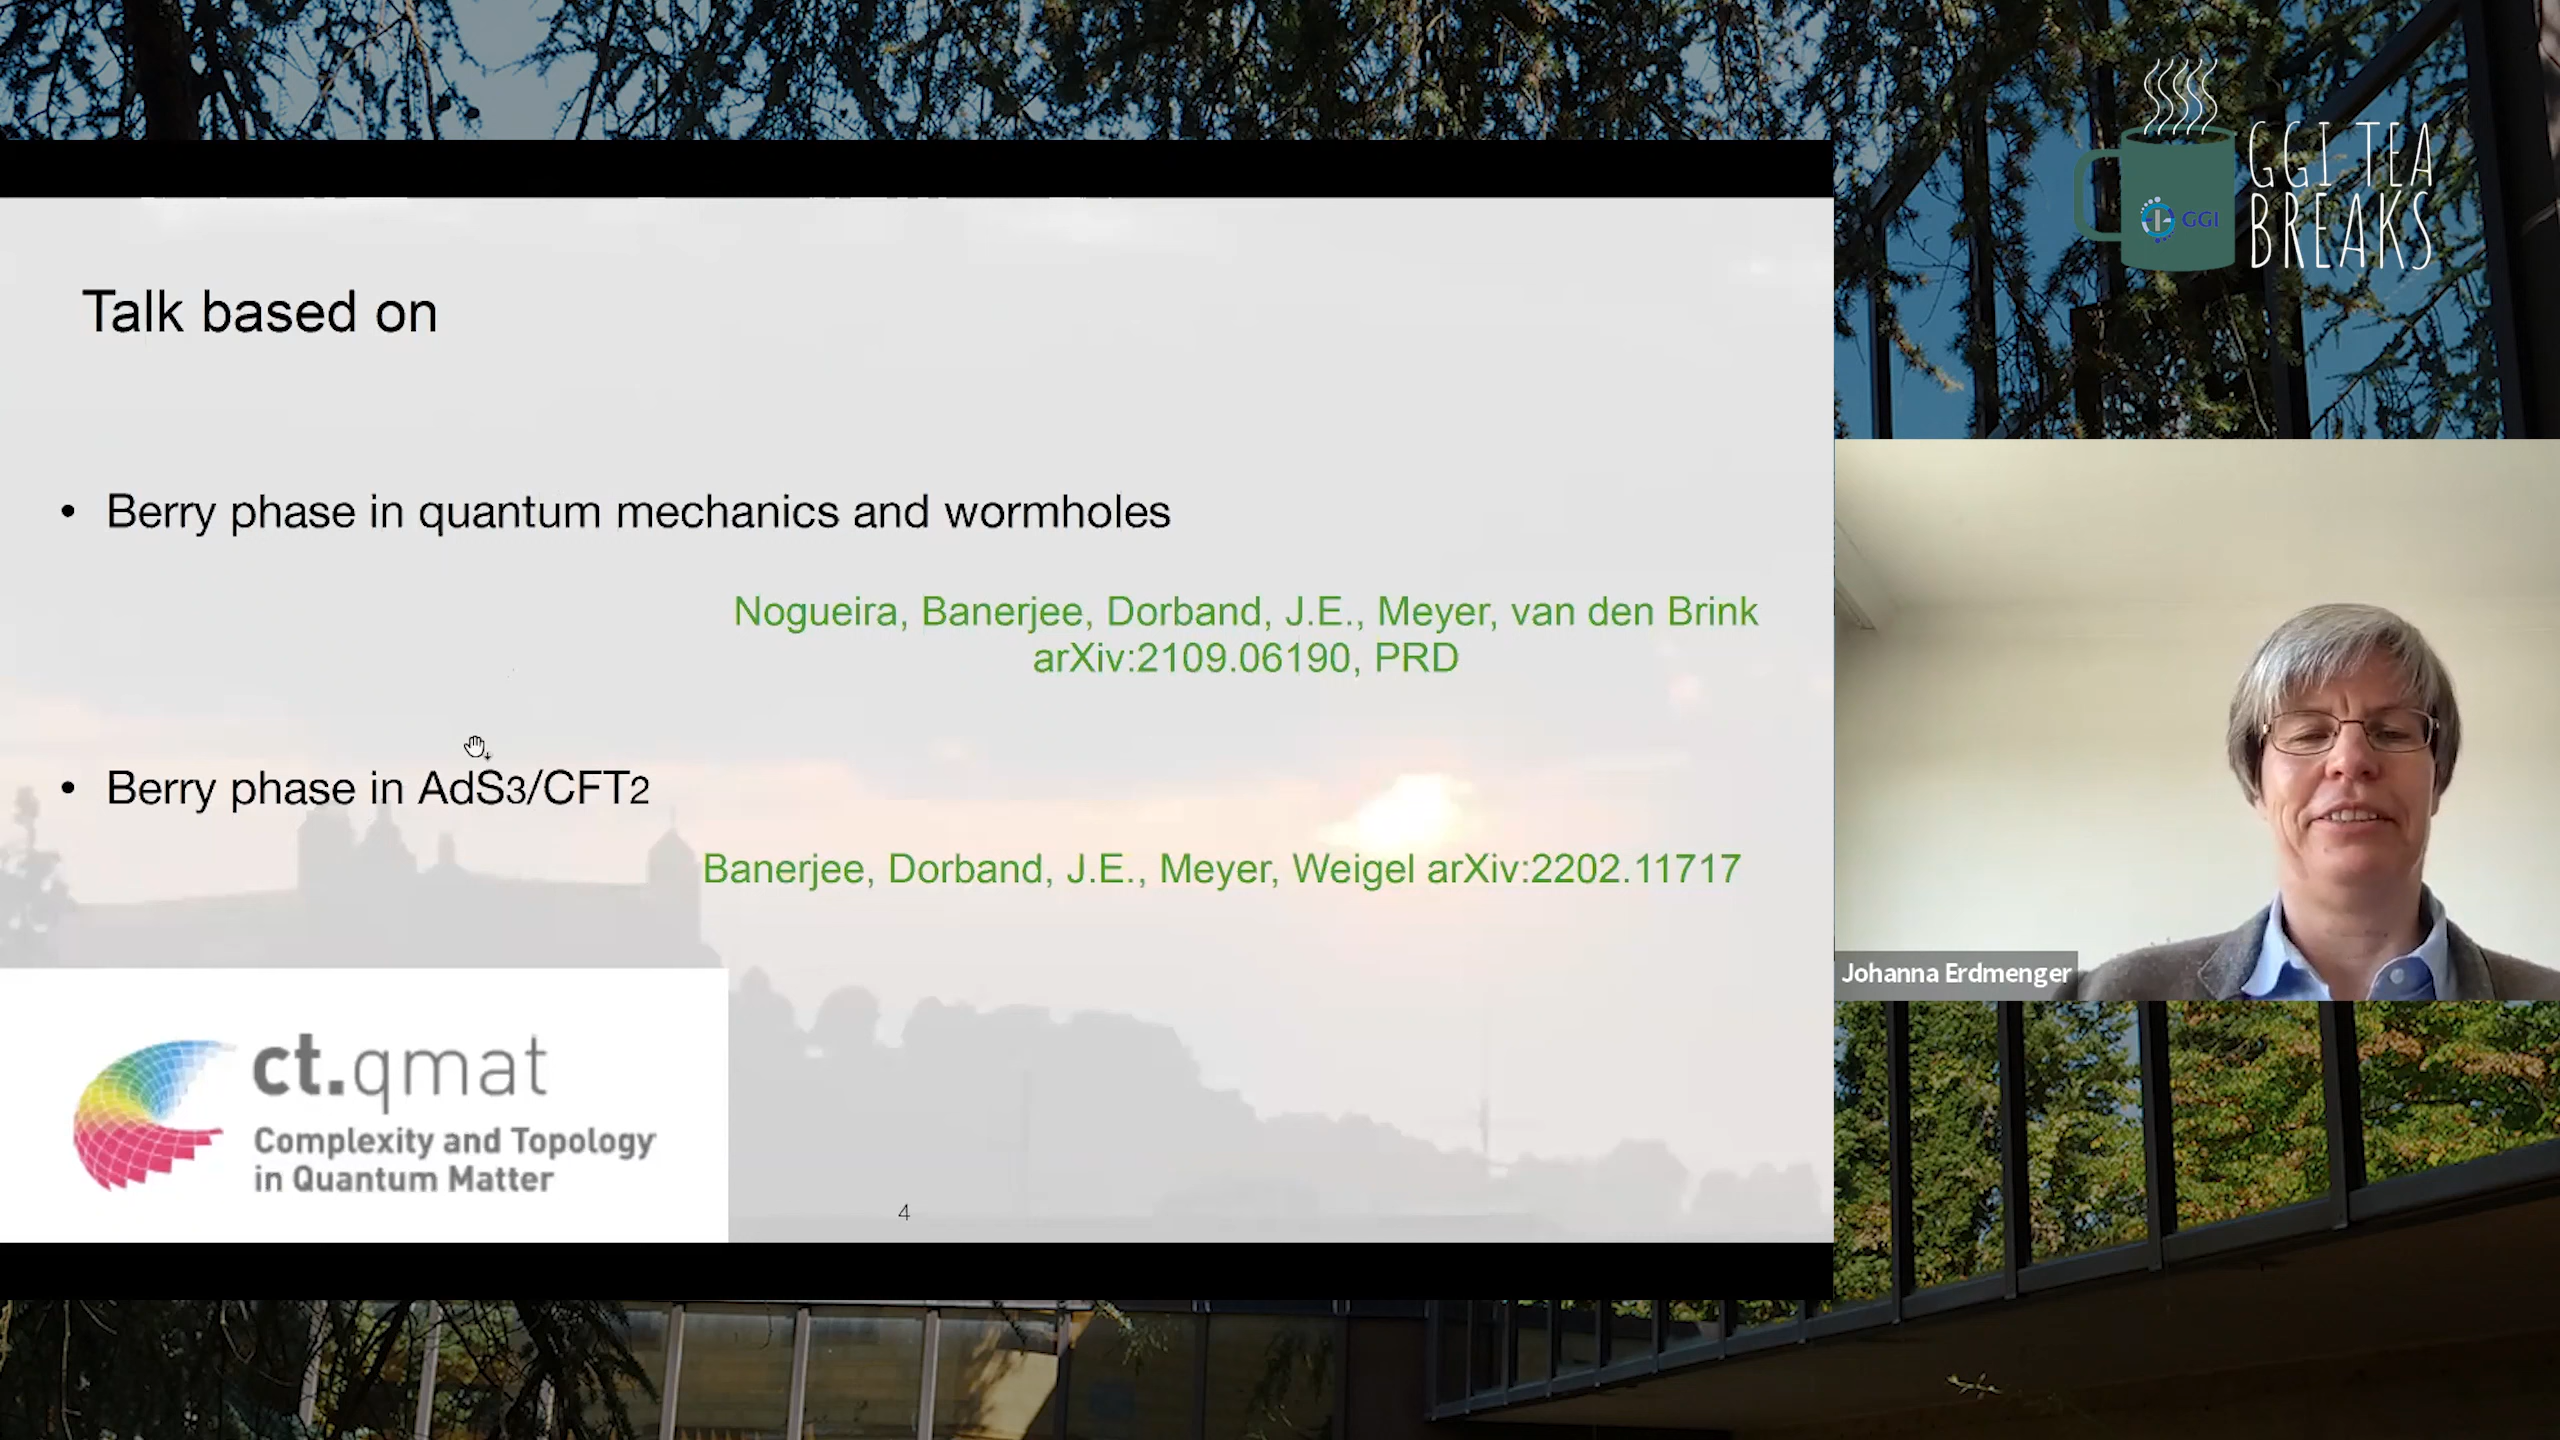 GGI TEA
BREAKS
GGI
Talk based on
• Berry phase in quantum mechanics and wormholes
Nogueira, Banerjee, Dorband, J.E., Meyer, van den Brink
arXiv:2109.06190, PRD
• Berry phase in AdS3/CFT2
Banerjee, Dorband, J.E., Meyer, Weigel arXiv:2202.11717
ct.qmat
Complexity and Topology
in Quantum Matter
4
Johanna Erdmenger